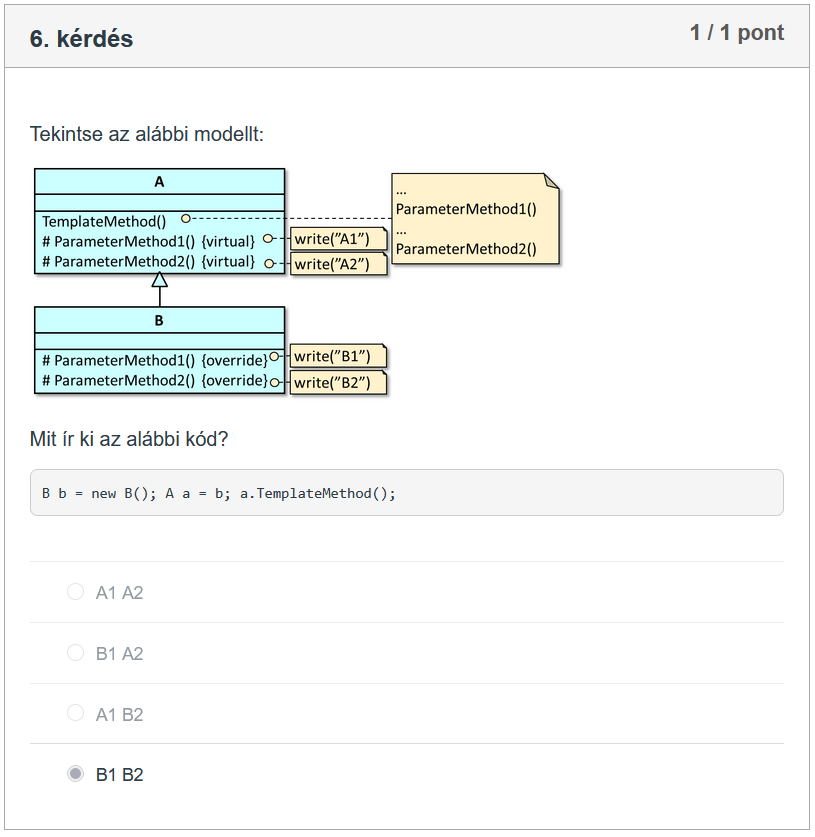 6. kérdés
1 / 1 pont
Tekintse az alábbi modellt:
A
TemplateMethod()
# ParameterMethod1() {virtual}
# ParameterMethod2() {virtual}
write(”A1”)
write(”A2”)
...
ParameterMethod1()
...
ParameterMethod2()
B
# ParameterMethod1() {override}
# ParameterMethod2() {override}
write(”B1”)
write(”B2”)
Mit ír ki az alábbi kód?
B b = new B(); A a = b; a.TemplateMethod();
A1 A2
B1 A2
A1 B2
B1 B2